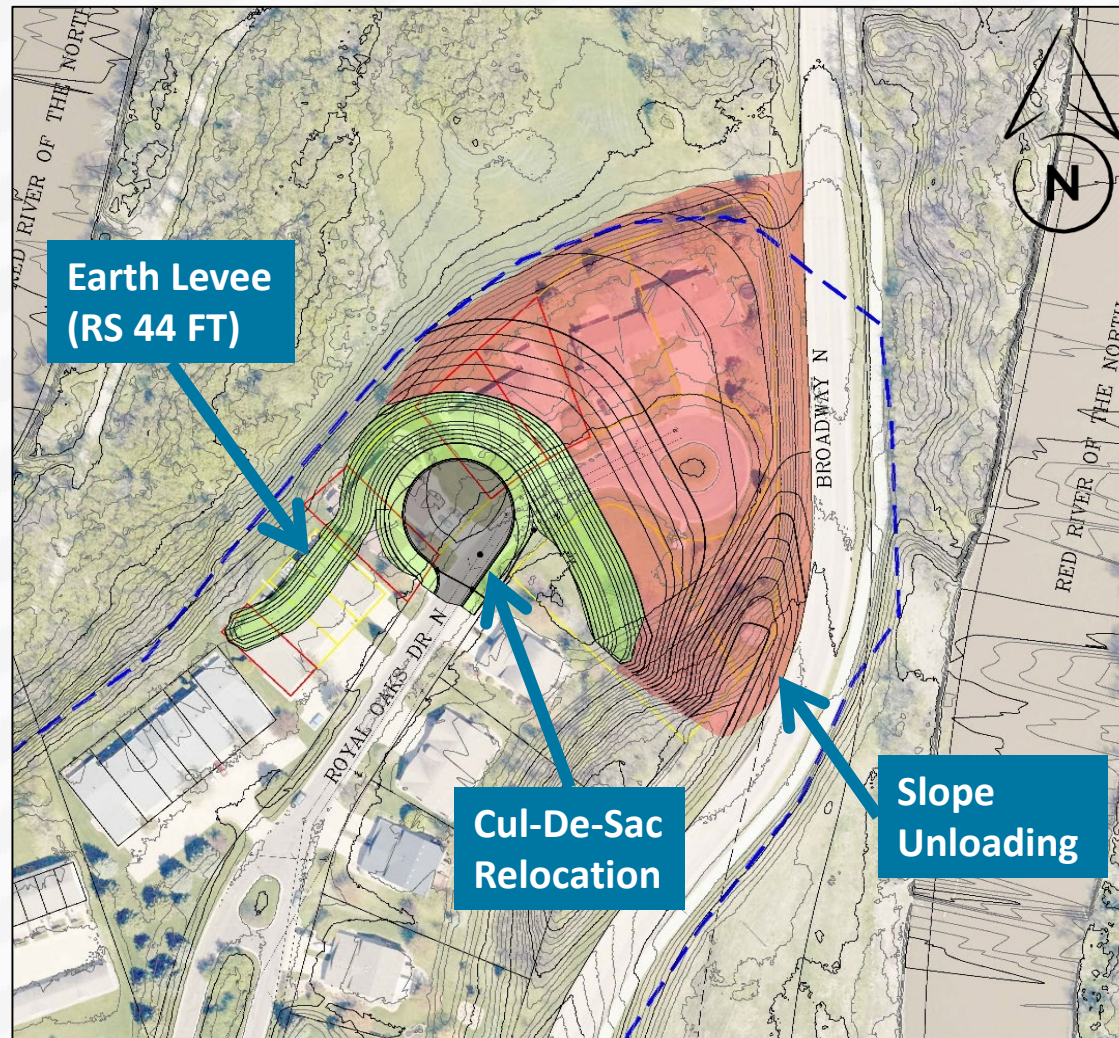 RED RIVER OF THE NORTH
N
Earth Levee
(RS 44 FT)
BROADWAY N
RED RIVER OF THE NORTH
ROYAL OAKS DR N
Cul-De-Sac
Relocation
Slope
Unloading